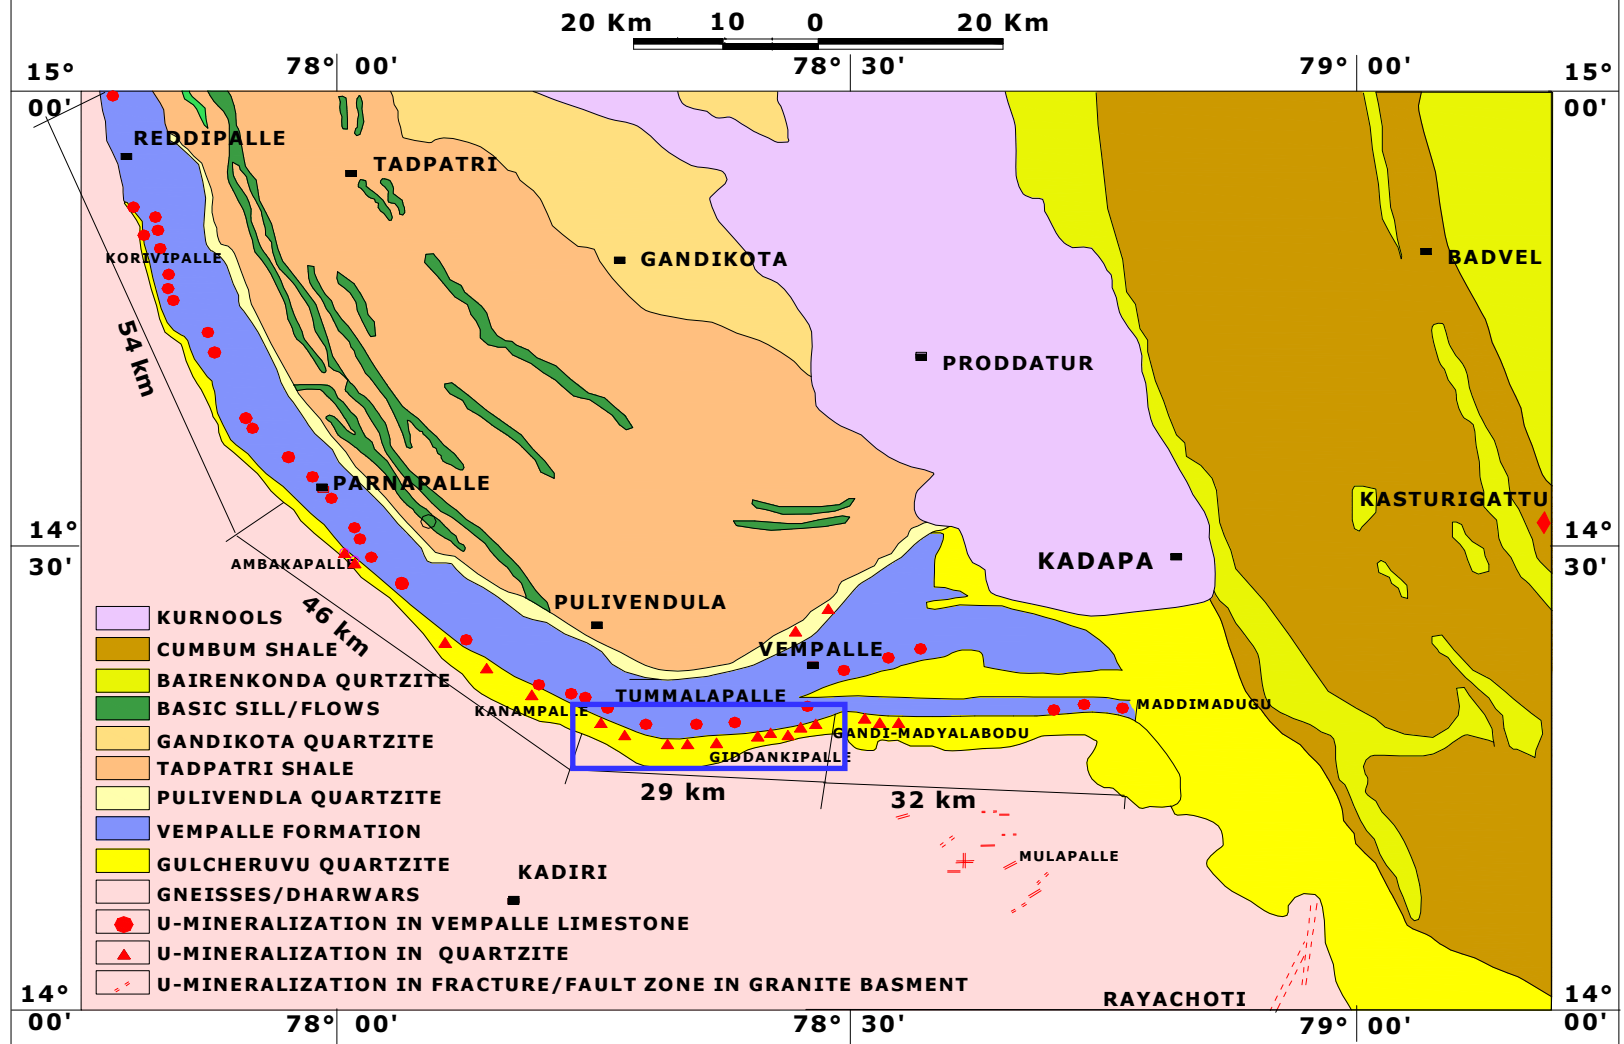 20 Km 10 0 20 Km
78° 00' 78° 30' 79° 00'
15° 00' 15° 00'
REDDIPALLE
TADPATRI
KORIVIPALLE
GANDIKOTA
BADVEL
54 km
PRODDATUR
PARNAPALLE
KASTURIGATTU
14° 30' 14° 30'
AMBAKAPALLE
KADAPA
46 km
PULIVENDULA
VEMPALLE
TUMMALAPALLE
KANAMPALLE
MADDIMADUGU
GANDI-MADYALABODU
GIDDANKIPALLE
29 km
32 km
MULAPALLE
KADIRI
RAYACHOTI
KURNOOLS
CUMBUM SHALE
BAIRENKONDA QURTZITE
BASIC SILL/FLOWS
GANDIKOTA QUARTZITE
TADPATRI SHALE
PULIVENDLA QUARTZITE
VEMPALLE FORMATION
GULCHERUVU QUARTZITE
GNEISSES/DHARWARS
U-MINERALIZATION IN VEMPALLE LIMESTONE
U-MINERALIZATION IN QUARTZITE
U-MINERALIZATION IN FRACTURE/FAULT ZONE IN GRANITE BASMENT
14° 00' 14° 00'
78° 00' 78° 30' 79° 00'